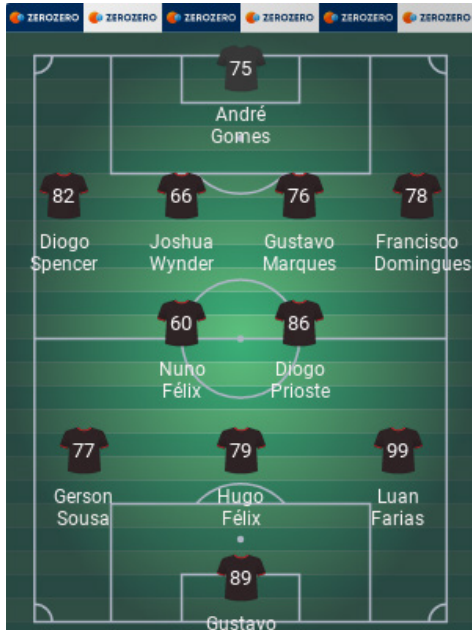 ZEROZERO ZEROZERO ZEROZERO ZEROZERO ZEROZERO ZEROZERO
75
André
Gomes
82 66 76 78
Diogo Joshua Gustavo Francisco
Spencer Wynder Marques Domingues
60 86
Nuno Diogo
Félix Prioste
77 79 99
Gerson Hugo Luan
Sousa Félix Farias
89
Gustavo